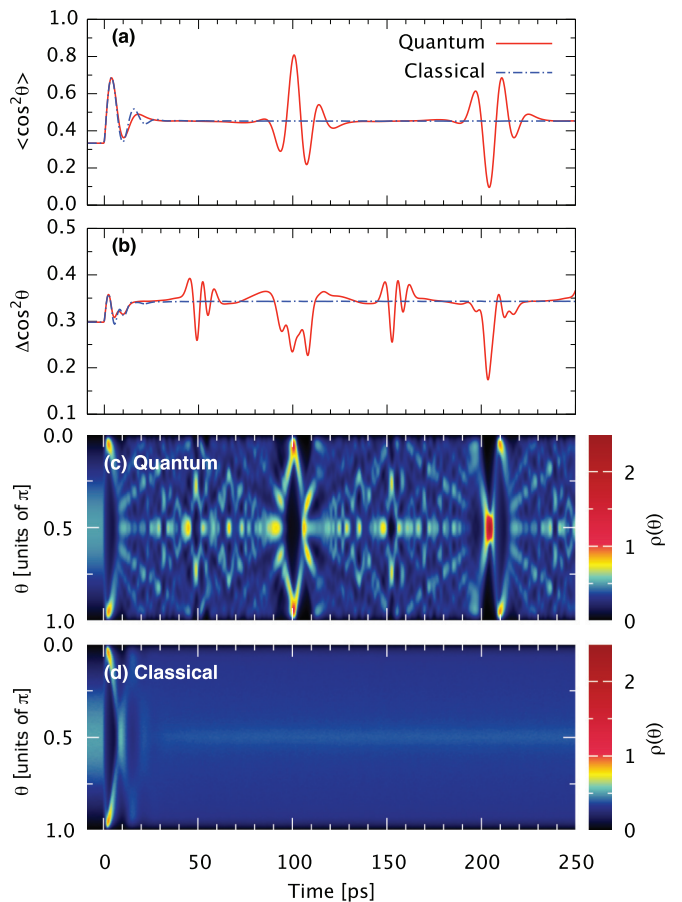 (a)
Quantum
Classical
<cos²θ>
1.0
0.8
0.6
0.4
0.2
0.0
(b)
Δcos²θ
0.5
0.4
0.3
0.2
0.1
(c) Quantum
θ [units of π]
0.0
0.5
1.0
2
1
0
ρ(θ)
(d) Classical
θ [units of π]
0.0
0.5
1.0
2
1
0
ρ(θ)
0 50 100 150 200 250
Time [ps]